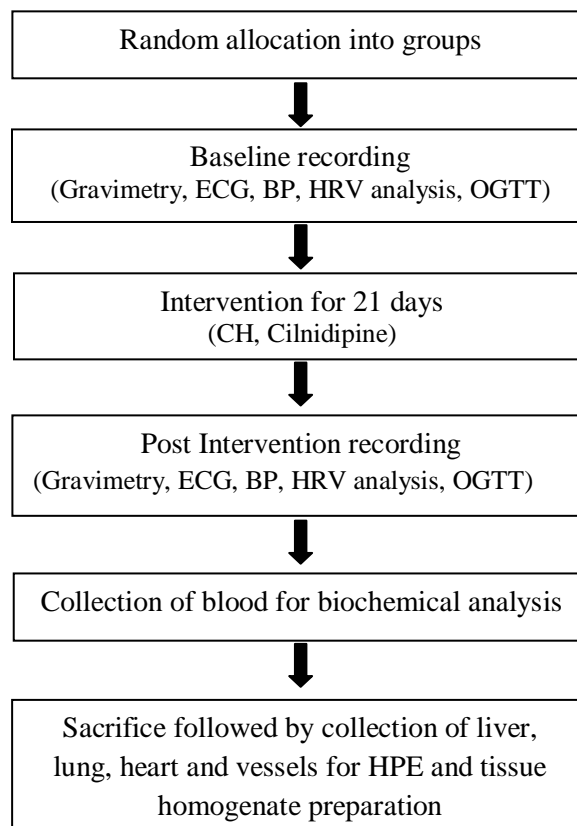 Random allocation into groups
Baseline recording
(Gravimetry, ECG, BP, HRV analysis, OGTT)
Intervention for 21 days
(CH, Cilnidipine)
Post Intervention recording
(Gravimetry, ECG, BP, HRV analysis, OGTT)
Collection of blood for biochemical analysis
Sacrifice followed by collection of liver,
lung, heart and vessels for HPE and tissue
homogenate preparation